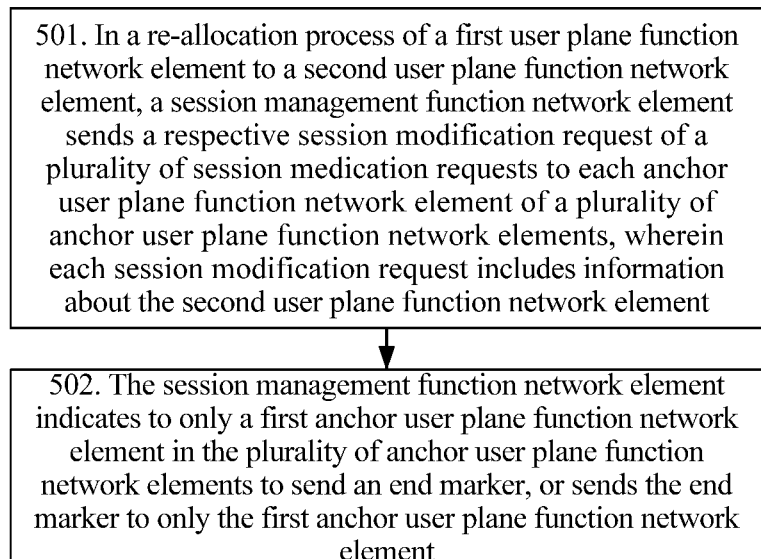 501. In a re-allocation process of a first user plane function
network element to a second user plane function network
element, a session management function network element
sends a respective session modification request of a
plurality of session medication requests to each anchor
user plane function network element of a plurality of
anchor user plane function network elements, wherein
each session modification request includes information
about the second user plane function network element
502. The session management function network element
indicates to only a first anchor user plane function network
element in the plurality of anchor user plane function
network elements to send an end marker, or sends the end
marker to only the first anchor user plane function network
element